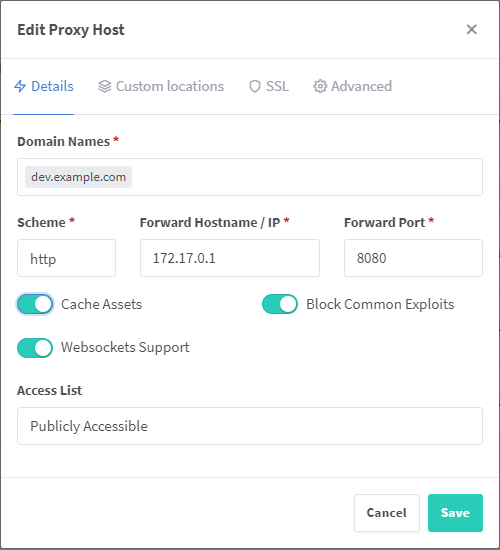 Edit Proxy Host
Details Custom locations SSL Advanced
Domain Names *
dev.example.com
Scheme * Forward Hostname / IP * Forward Port *
http 172.17.0.1 8080
Cache Assets Block Common Exploits
Websockets Support
Access List
Publicly Accessible
Cancel Save